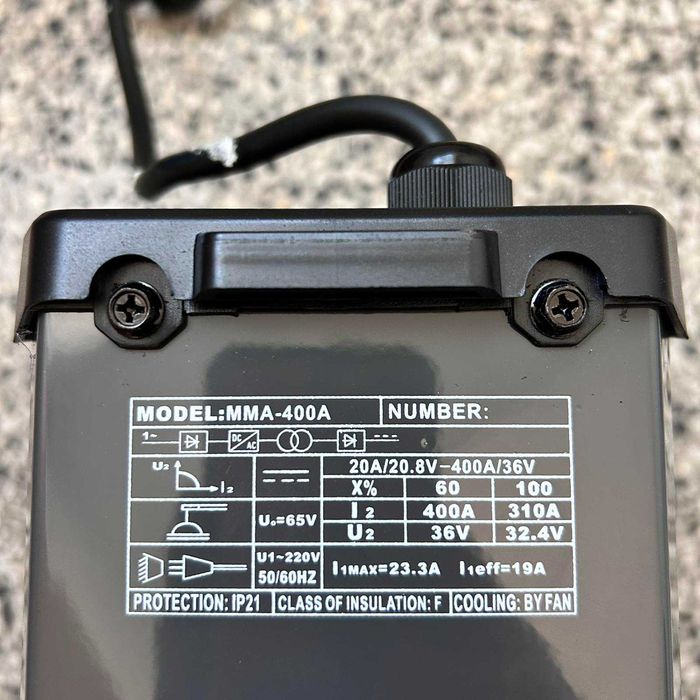 MODEL:MMA-400A NUMBER:
1~ DC/AC
U₂ I₂ 20A/20.8V-400A/36V
X% 60 100
U₀=65V I₂ 400A 310A
U₂ 36V 32.4V
U1~220V 50/60HZ I1MAX=23.3A I1eff=19A
PROTECTION: IP21 CLASS OF INSULATION: F COOLING: BY FAN